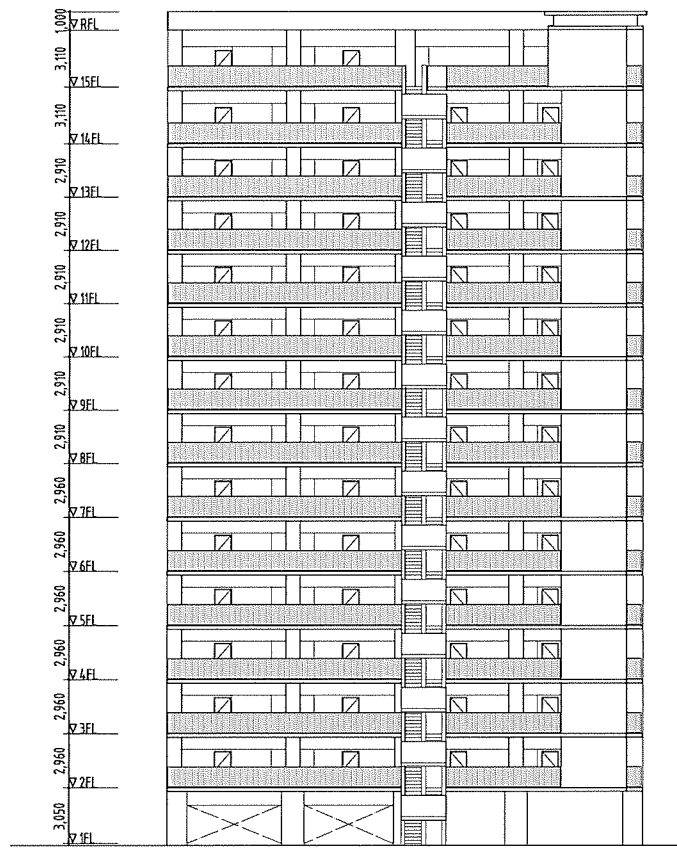 1,000
▽RFL
3,110
▽15FL
3,110
▽14FL
2,910
▽13FL
2,910
▽12FL
2,910
▽11FL
2,910
▽10FL
2,910
▽9FL
2,910
▽8FL
2,960
▽7FL
2,960
▽6FL
2,960
▽5FL
2,960
▽4FL
2,960
▽3FL
2,960
▽2FL
3,050
▽1FL